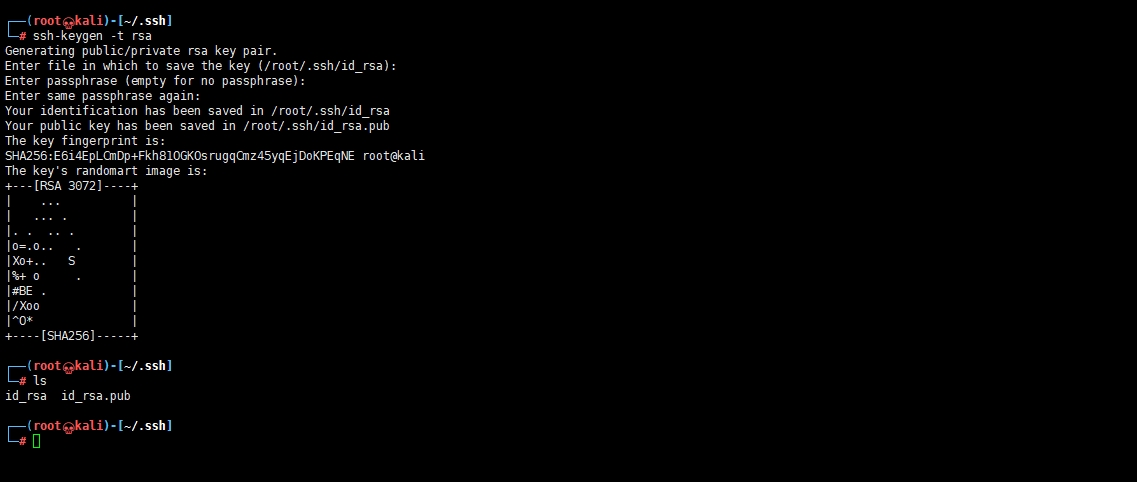 ┌──(root💀kali)-[~/.ssh]
└─# ssh-keygen -t rsa
Generating public/private rsa key pair.
Enter file in which to save the key (/root/.ssh/id_rsa):
Enter passphrase (empty for no passphrase):
Enter same passphrase again:
Your identification has been saved in /root/.ssh/id_rsa
Your public key has been saved in /root/.ssh/id_rsa.pub
The key fingerprint is:
SHA256:E6i4EpLCmDp+Fkh81OGKOsrugqCmz45yqEjDoKPEqNE root@kali
The key's randomart image is:
+---[RSA 3072]----+
|    ...          |
|   ... .         |
|. .  .. .        |
|o=.o..   .       |
|Xo+..   S        |
|%+ o     .       |
|#BE .            |
|/Xoo             |
|^O*              |
+----[SHA256]-----+
┌──(root💀kali)-[~/.ssh]
└─# ls
id_rsa  id_rsa.pub
┌──(root💀kali)-[~/.ssh]
└─#